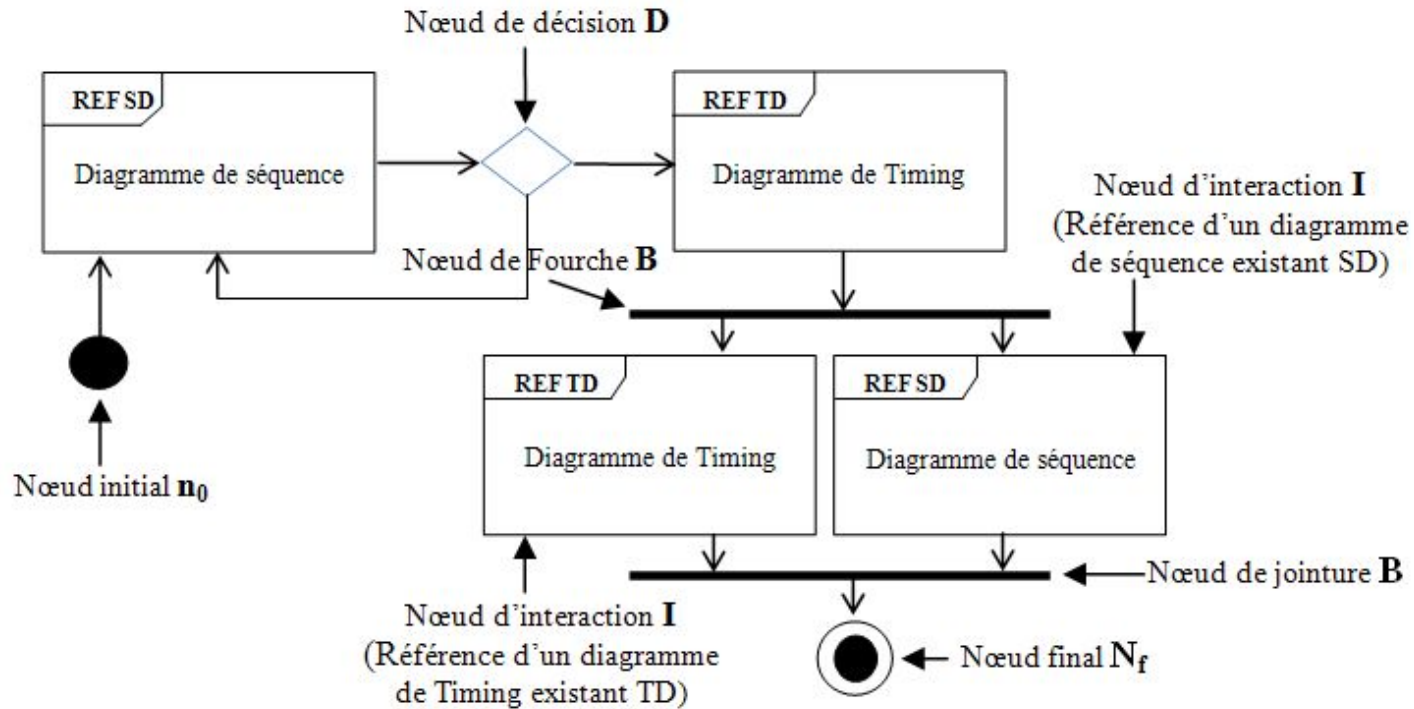 Nœud de décision D
REF SD
Diagramme de séquence
REF TD
Diagramme de Timing
Nœud d'interaction I
(Référence d'un diagramme
de séquence existant SD)
Nœud de Fourche B
REF TD
Diagramme de Timing
REF SD
Diagramme de séquence
Nœud initial n₀
Nœud de jointure B
Nœud d'interaction I
(Référence d'un diagramme
de Timing existant TD)
Nœud final N_f